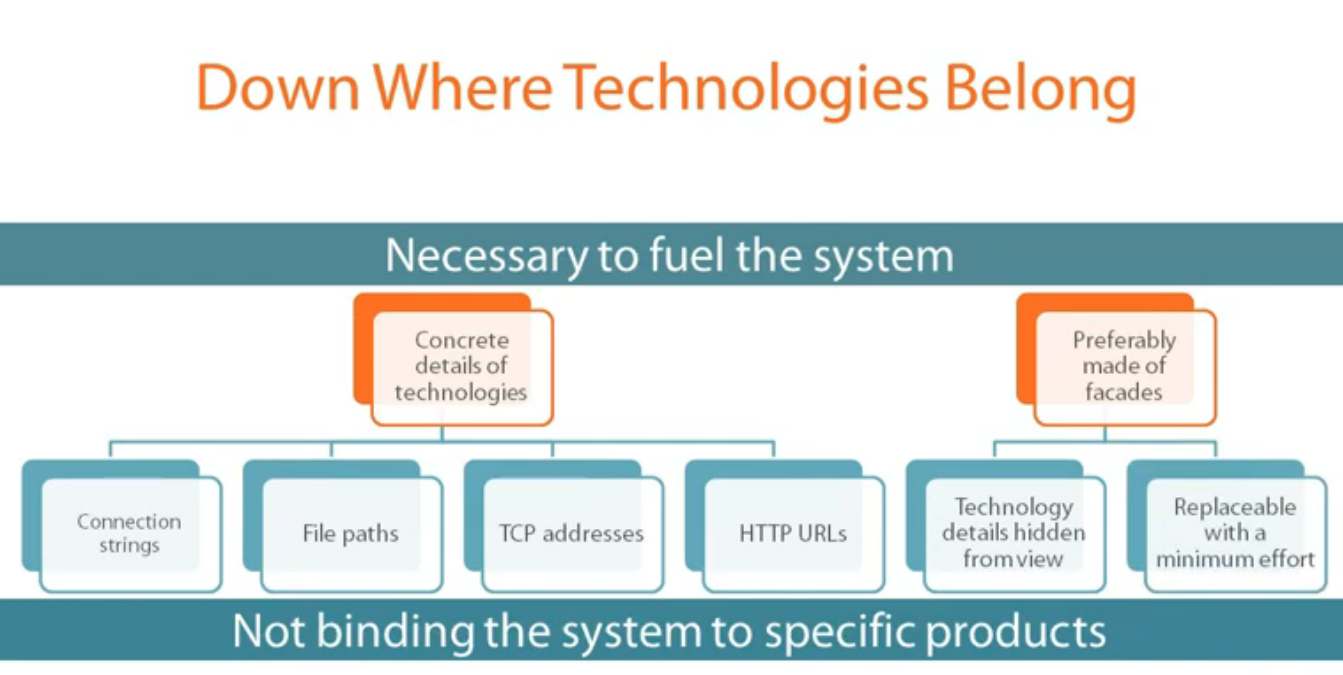 Down Where Technologies Belong
Necessary to fuel the system
Concrete
details of
technologies
Preferably
made of
facades
Connection
strings
File paths
TCP addresses
HTTP URLs
Technology
details hidden
from view
Replaceable
with a
minimum effort
Not binding the system to specific products